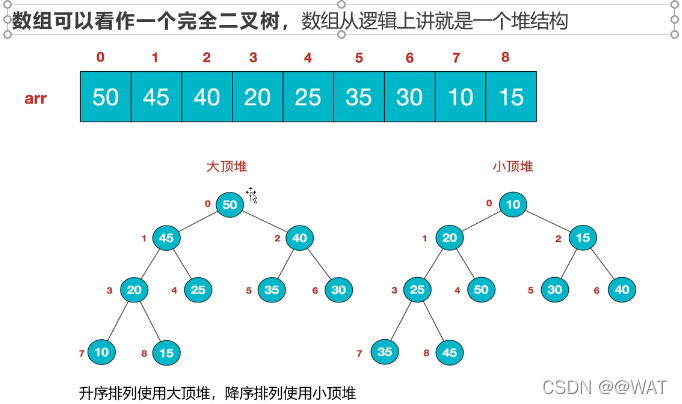 数组可以看作一个完全二叉树，数组从逻辑上讲就是一个堆结构
0 1 2 3 4 5 6 7 8
arr 50 45 40 20 25 35 30 10 15
大顶堆 小顶堆
0 50 0 10
1 45 2 40 1 20 2 15
3 20 4 25 5 35 6 30 3 25 4 50 5 30 6 40
7 10 8 15 7 35 8 45
升序排列使用大顶堆，降序排列使用小顶堆
CSDN @@WAT